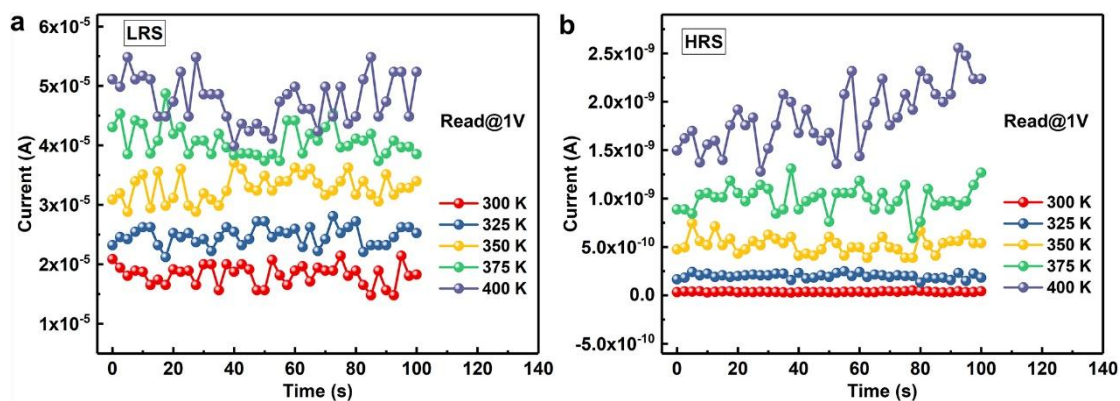 a
LRS
Read@1V
Current (A)
6x10⁻⁵
5x10⁻⁵
4x10⁻⁵
3x10⁻⁵
2x10⁻⁵
1x10⁻⁵
300 K
325 K
350 K
375 K
400 K
0 20 40 60 80 100 120 140
Time (s)
b
HRS
Read@1V
Current (A)
2.5x10⁻⁹
2.0x10⁻⁹
1.5x10⁻⁹
1.0x10⁻⁹
5.0x10⁻¹⁰
0.0
-5.0x10⁻¹⁰
300 K
325 K
350 K
375 K
400 K
0 20 40 60 80 100 120 140
Time (s)